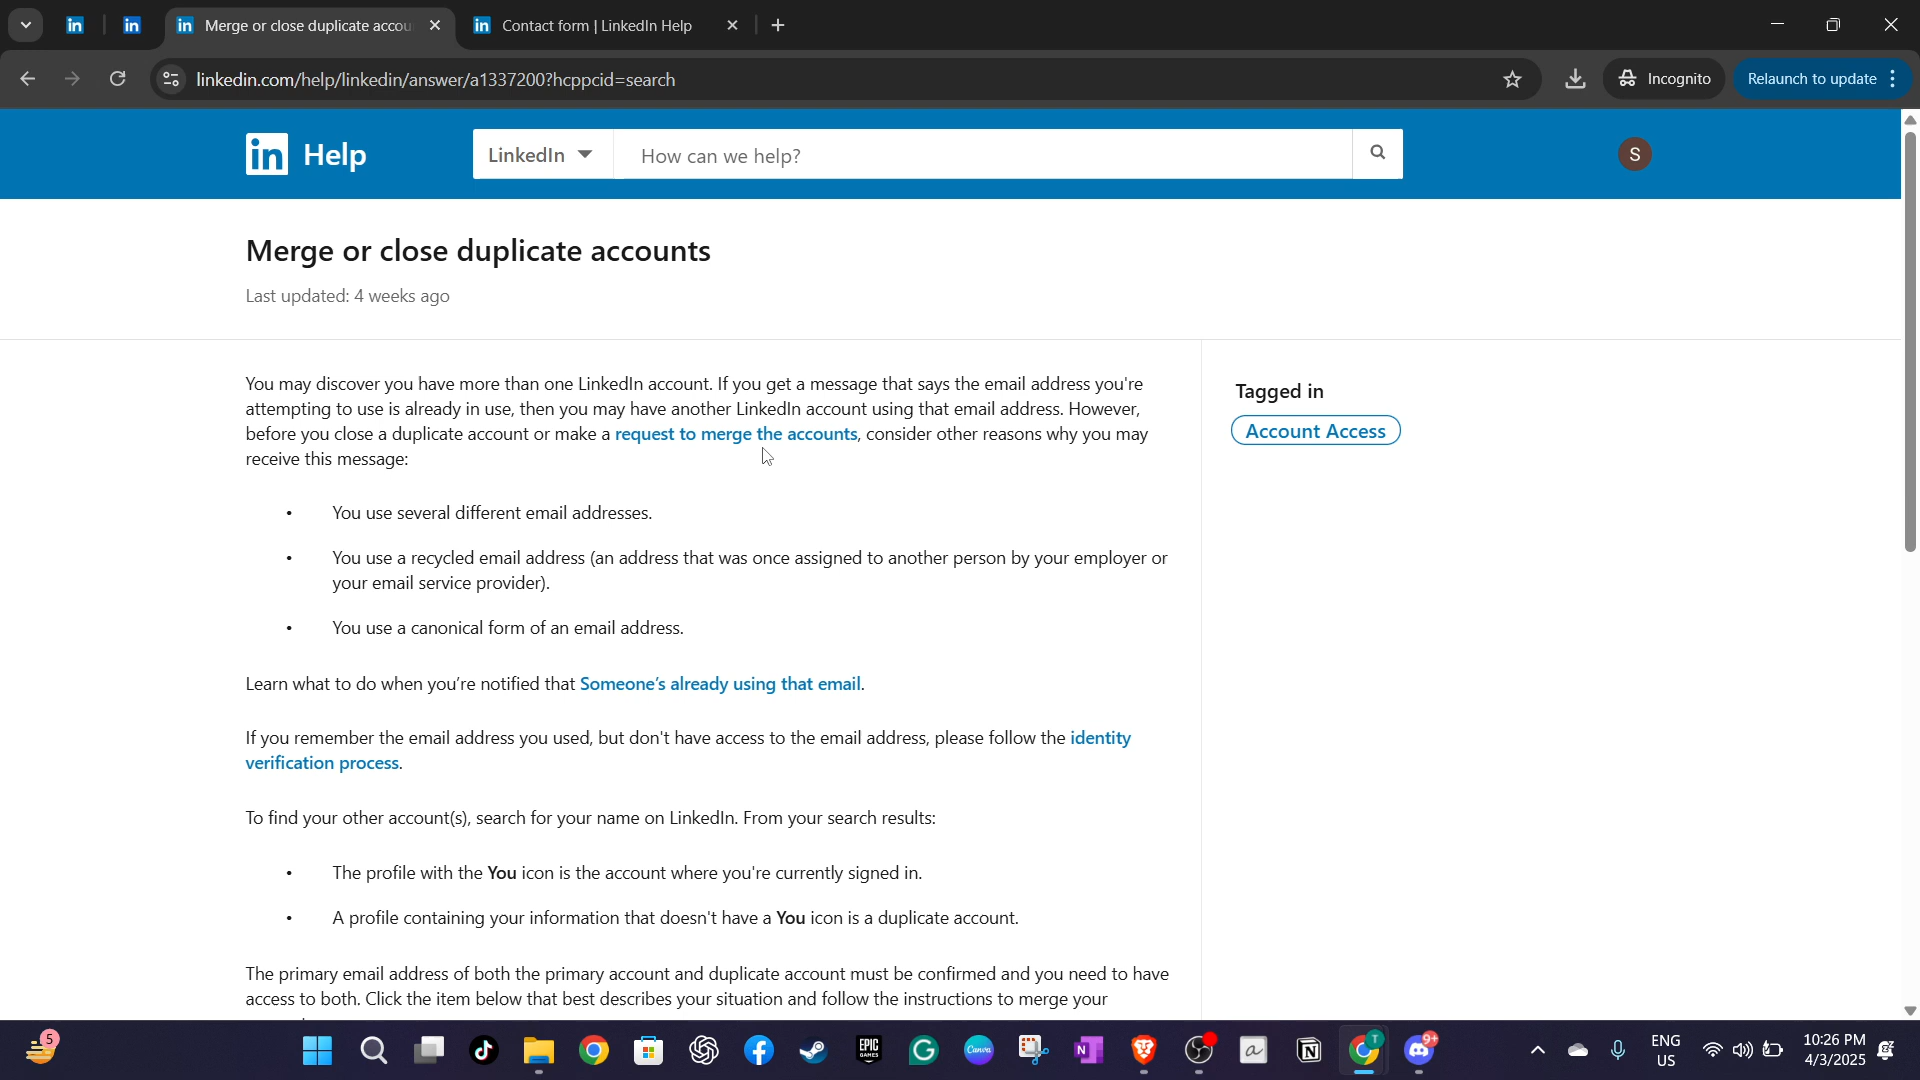 Merge or close duplicate accou
Contact form | LinkedIn Help
linkedin.com/help/linkedin/answer/a1337200?hcppcid=search
Incognito
Relaunch to update
in Help
LinkedIn
How can we help?
S
Merge or close duplicate accounts
Last updated: 4 weeks ago
You may discover you have more than one LinkedIn account. If you get a message that says the email address you're
attempting to use is already in use, then you may have another LinkedIn account using that email address. However,
before you close a duplicate account or make a request to merge the accounts, consider other reasons why you may
receive this message:
• You use several different email addresses.
• You use a recycled email address (an address that was once assigned to another person by your employer or
your email service provider).
• You use a canonical form of an email address.
Learn what to do when you're notified that Someone's already using that email.
If you remember the email address you used, but don't have access to the email address, please follow the identity
verification process.
To find your other account(s), search for your name on LinkedIn. From your search results:
• The profile with the You icon is the account where you're currently signed in.
• A profile containing your information that doesn't have a You icon is a duplicate account.
The primary email address of both the primary account and duplicate account must be confirmed and you need to have
access to both. Click the item below that best describes your situation and follow the instructions to merge your
Tagged in
Account Access
5
EPIC
GAMES
Canva
N
a
T
9+
ENG
US
10:26 PM
4/3/2025